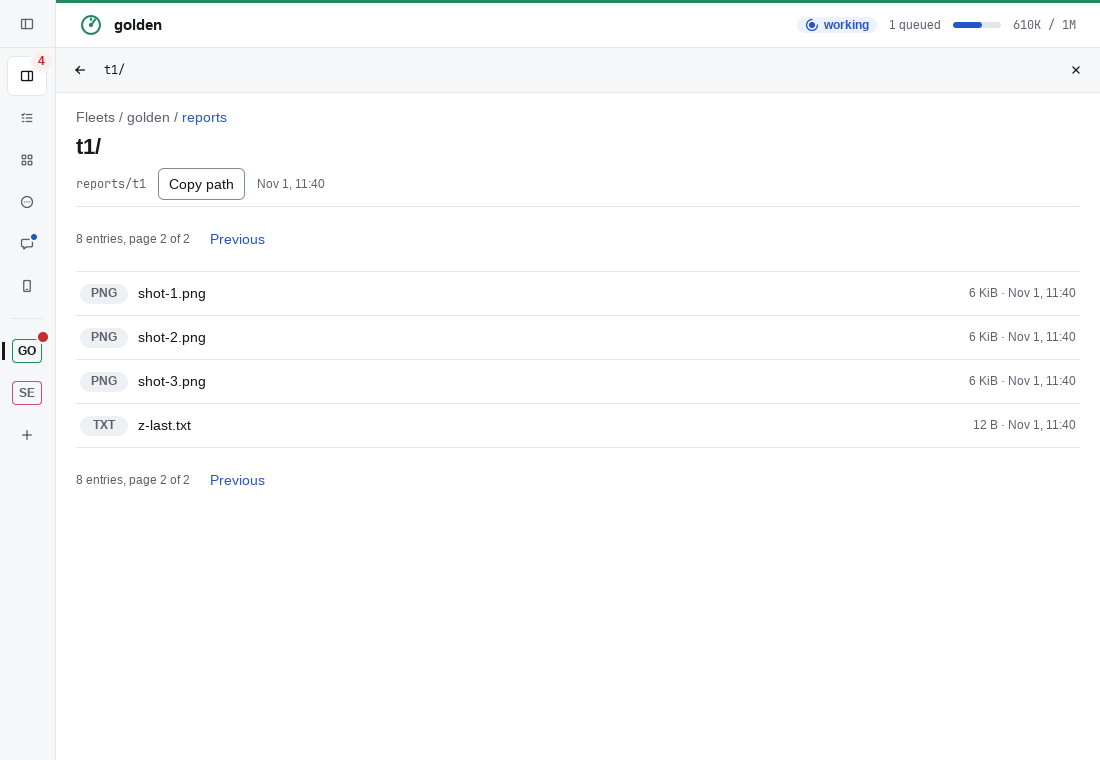 golden
working
1 queued
610K / 1M
4
t1/
Fleets / golden / reports
t1/
reports/t1
Copy path
Nov 1, 11:40
8 entries, page 2 of 2
Previous
PNG shot-1.png 6 KiB · Nov 1, 11:40
PNG shot-2.png 6 KiB · Nov 1, 11:40
GO
PNG shot-3.png 6 KiB · Nov 1, 11:40
SE
TXT z-last.txt 12 B · Nov 1, 11:40
8 entries, page 2 of 2
Previous